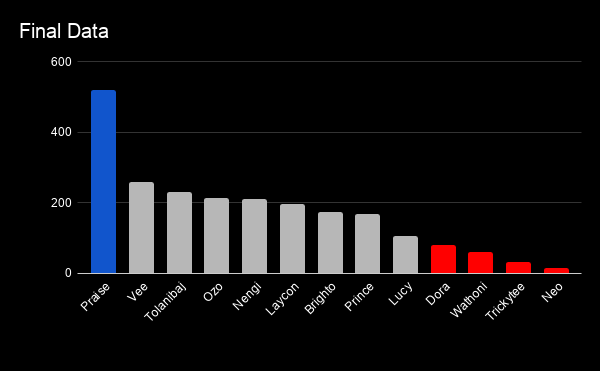 Final Data
600
400
200
0
Praise
Vee
Tolanibaj
Ozo
Nengi
Laycon
Brighto
Prince
Lucy
Dora
Wathoni
Trickytee
Neo